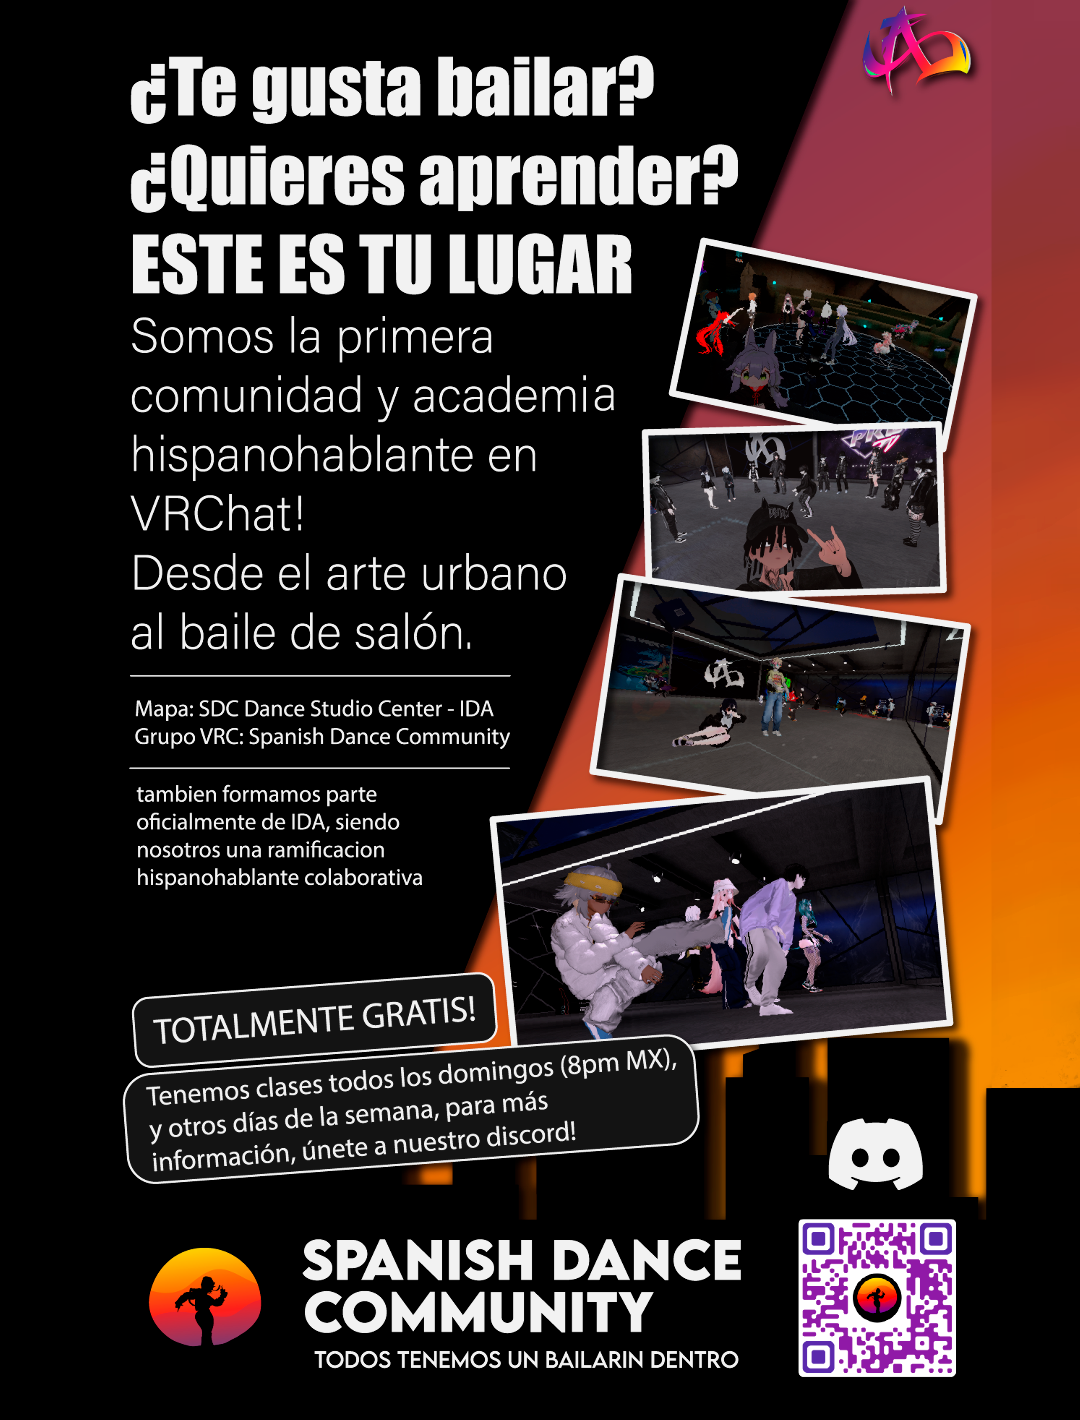 ¿Te gusta bailar?
¿Quieres aprender?
ESTE ES TU LUGAR
Somos la primera
comunidad y academia
hispanohablante en
VRChat!
Desde el arte urbano
al baile de salón.
Mapa: SDC Dance Studio Center - IDA
Grupo VRC: Spanish Dance Community
tambien formamos parte
oficialmente de IDA, siendo
nosotros una ramificacion
hispanohablante colaborativa
TOTALMENTE GRATIS!
Tenemos clases todos los domingos (8pm MX),
y otros días de la semana, para más
información, únete a nuestro discord!
SPANISH DANCE
COMMUNITY
TODOS TENEMOS UN BAILARIN DENTRO